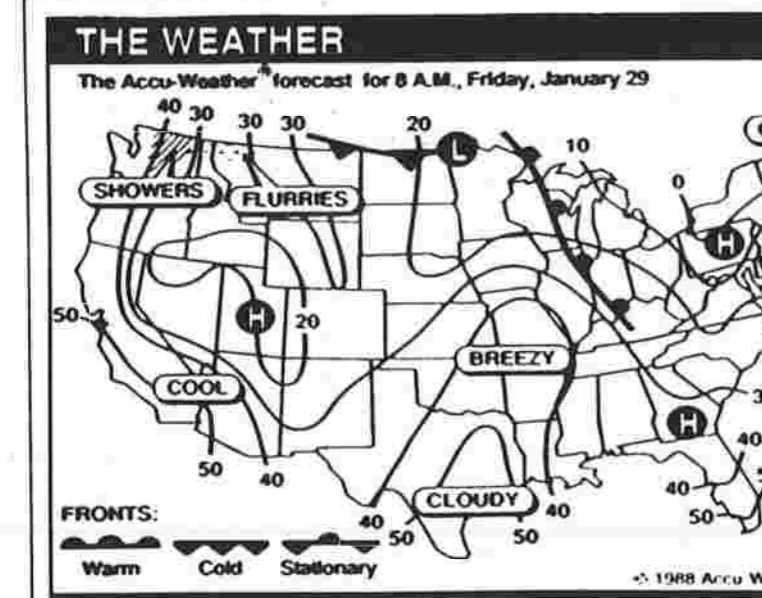 THE WEATHER
The Accu-Weather® forecast for 8 A.M., Friday, January 29
40 30 30 30 20 10 0
L
SHOWERS FLURRIES
H
50 H 20
BREEZY
COOL
H
50 40 40 50 CLOUDY 50 40 40 50 40
FRONTS:
Warm Cold Stationary
© 1988 Accu